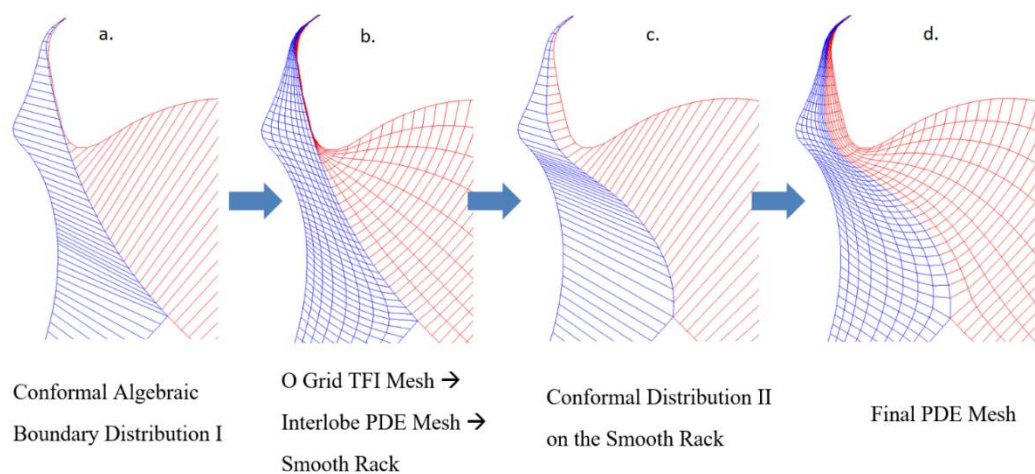 a.
b.
c.
d.
Conformal Algebraic
Boundary Distribution I
O Grid TFI Mesh →
Interlobe PDE Mesh →
Smooth Rack
Conformal Distribution II
on the Smooth Rack
Final PDE Mesh